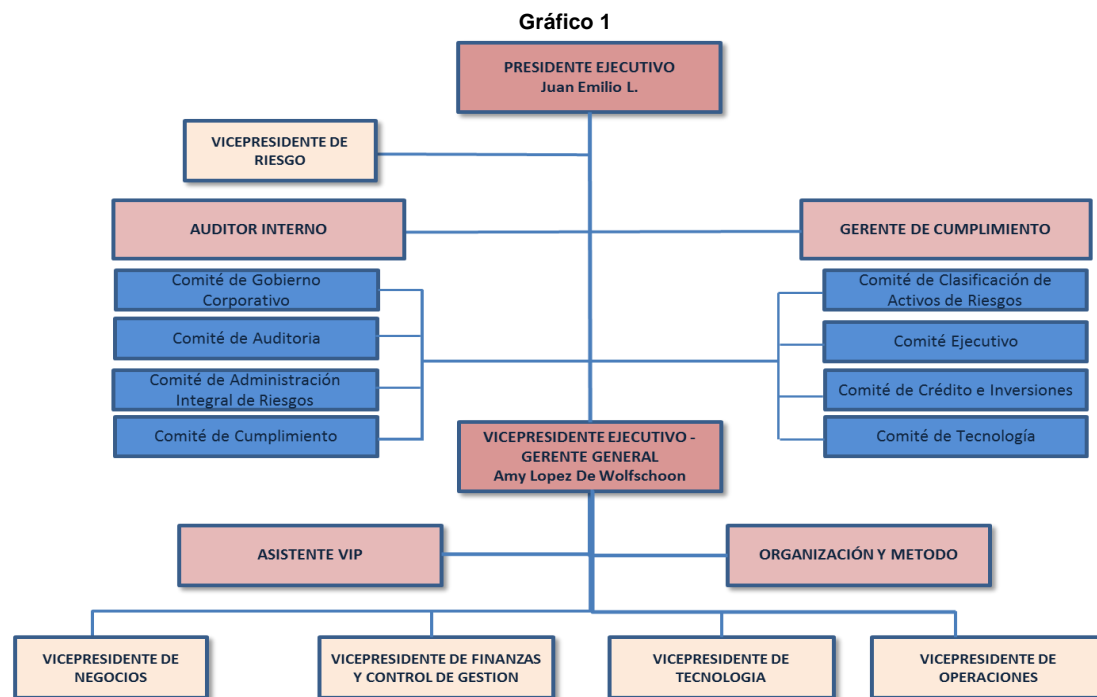 Gráfico 1
PRESIDENTE EJECUTIVO
Juan Emilio L.
VICEPRESIDENTE DE
RIESGO
AUDITOR INTERNO
GERENTE DE CUMPLIMIENTO
Comité de Gobierno
Corporativo
Comité de Auditoria
Comité de Administración
Integral de Riesgos
Comité de Cumplimiento
Comité de Clasificación de
Activos de Riesgos
Comité Ejecutivo
Comité de Crédito e Inversiones
Comité de Tecnología
VICEPRESIDENTE EJECUTIVO -
GERENTE GENERAL
Amy Lopez De Wolfschoon
ASISTENTE VIP
ORGANIZACIÓN Y METODO
VICEPRESIDENTE DE
NEGOCIOS
VICEPRESIDENTE DE FINANZAS
Y CONTROL DE GESTION
VICEPRESIDENTE DE
TECNOLOGIA
VICEPRESIDENTE DE
OPERACIONES